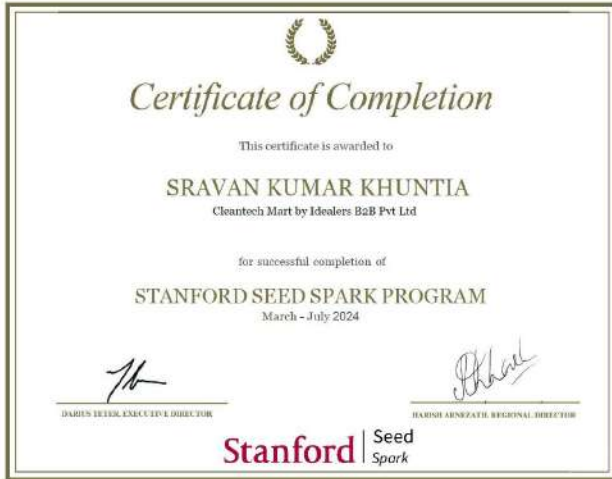 Certificate of Completion
This certificate is awarded to
SRAVAN KUMAR KHUNTIA
Cleantech Mart by Idealers B2B Pvt Ltd
for successful completion of
STANFORD SEED SPARK PROGRAM
March - July 2024
DARIUS TETER, EXECUTIVE DIRECTOR
HARISH ARNEZATH, REGIONAL DIRECTOR
Stanford | Seed
Spark